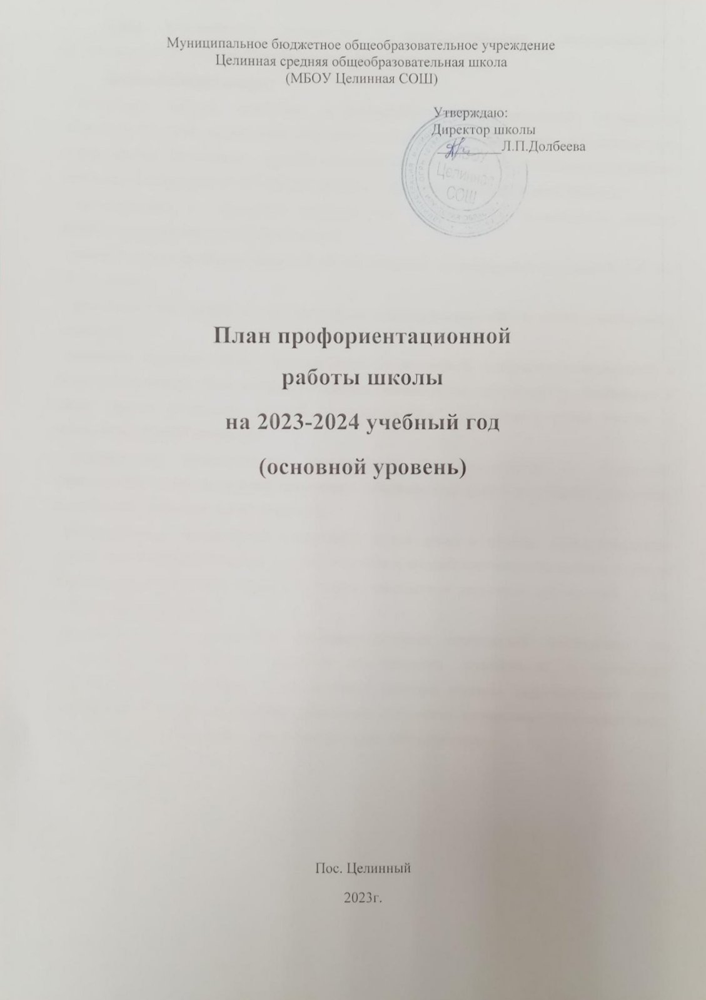 Муниципальное бюджетное общеобразовательное учреждение
Целинная средняя общеобразовательная школа
(МБОУ Целинная СОШ)
Утверждаю:
Директор школы
__________Л.П.Долбеева
МБОУ
Целинная
СОШ
План профориентационной
работы школы
на 2023-2024 учебный год
(основной уровень)
Пос. Целинный
2023г.